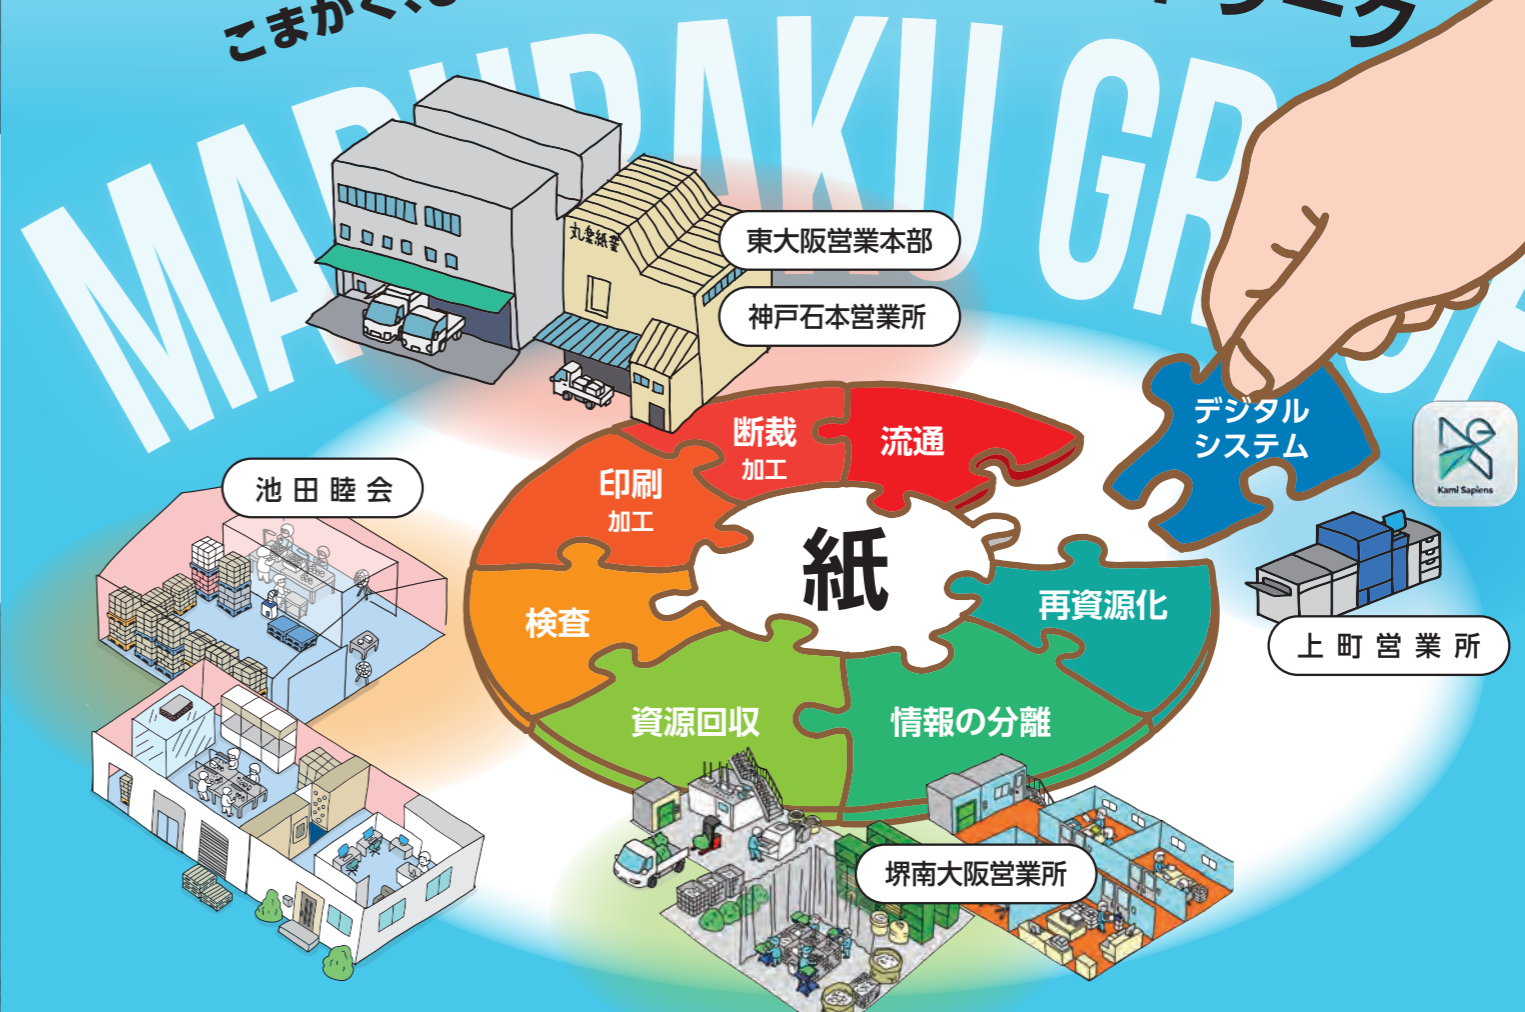 こまかく、
MARURAKU GROUP
丸楽紙業
東大阪営業本部
神戸石本営業所
デジタル
システム
Kami Sapiens
断裁
加工
流通
印刷
加工
池田睦会
紙
検査
再資源化
上町営業所
資源回収
情報の分離
堺南大阪営業所